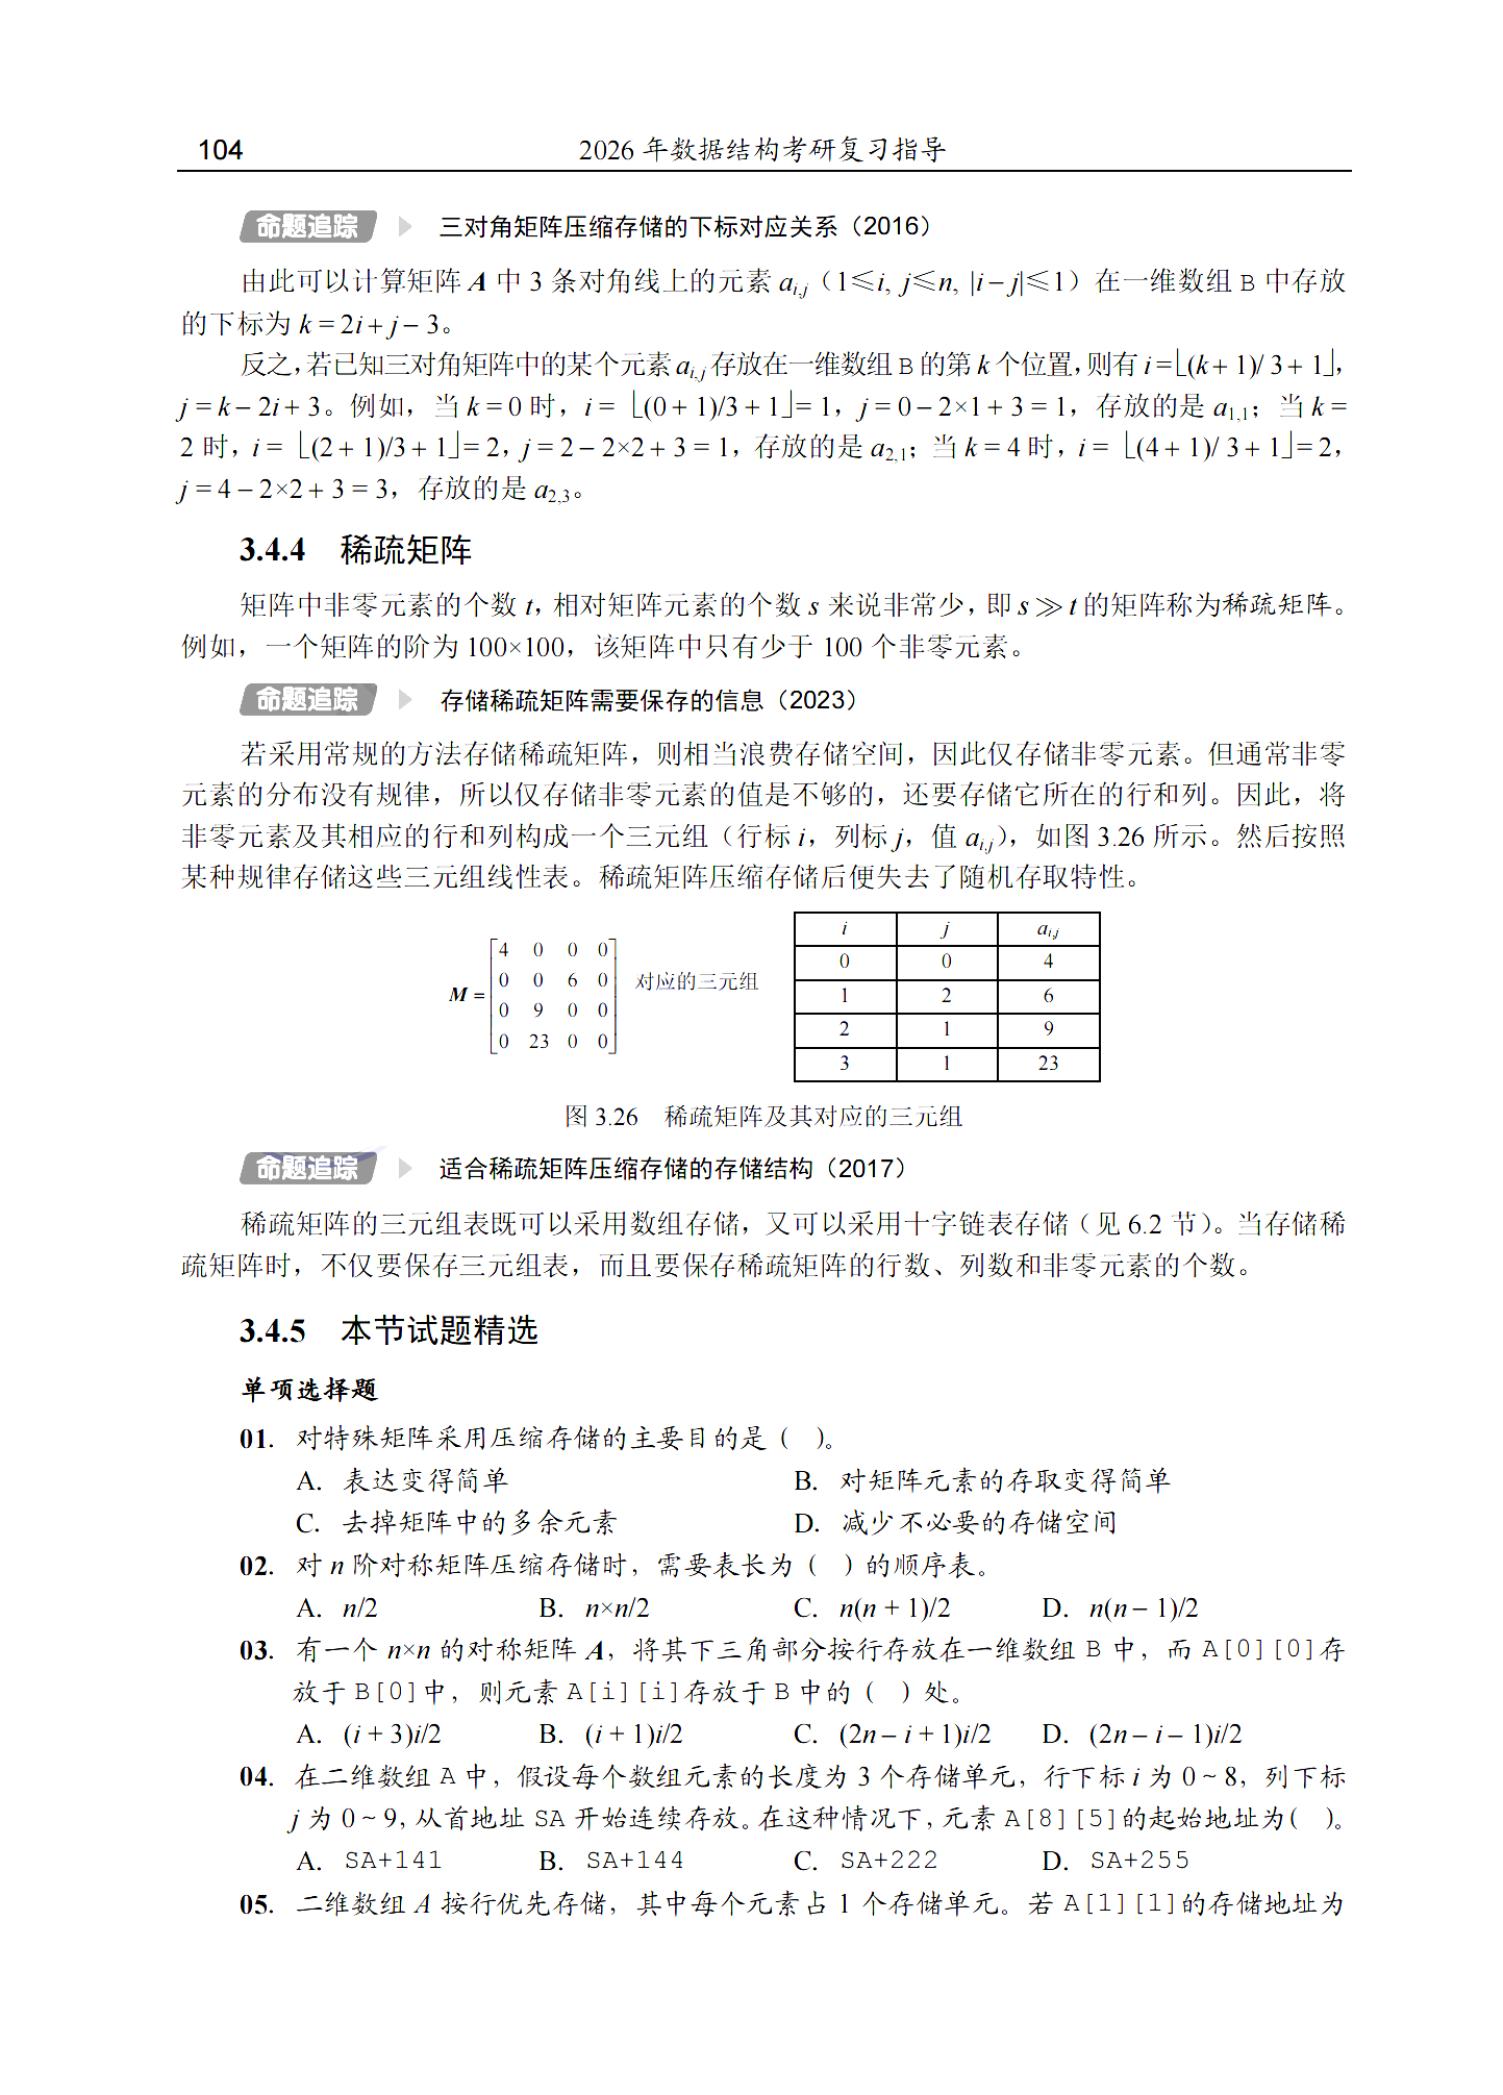 104
2026 年数据结构考研复习指导
命题追踪 三对角矩阵压缩存储的下标对应关系（2016）
由此可以计算矩阵 A 中 3 条对角线上的元素 a_{i,j}（1≤i, j≤n, |i−j|≤1）在一维数组 B 中存放
的下标为 k = 2i + j − 3。
反之，若已知三对角矩阵中的某个元素 a_{i,j} 存放在一维数组 B 的第 k 个位置，则有 i =⌊(k + 1)/ 3 + 1⌋，
j = k − 2i + 3。例如，当 k = 0 时，i = ⌊(0 + 1)/3 + 1⌋= 1，j = 0 − 2×1 + 3 = 1，存放的是 a_{1,1}；当 k =
2 时，i = ⌊(2 + 1)/3 + 1⌋= 2，j = 2 − 2×2 + 3 = 1，存放的是 a_{2,1}；当 k = 4 时，i = ⌊(4 + 1)/ 3 + 1⌋= 2，
j = 4 − 2×2 + 3 = 3，存放的是 a_{2,3}。
3.4.4 稀疏矩阵
矩阵中非零元素的个数 t，相对矩阵元素的个数 s 来说非常少，即 s ≫ t 的矩阵称为稀疏矩阵。
例如，一个矩阵的阶为 100×100，该矩阵中只有少于 100 个非零元素。
命题追踪 存储稀疏矩阵需要保存的信息（2023）
若采用常规的方法存储稀疏矩阵，则相当浪费存储空间，因此仅存储非零元素。但通常非零
元素的分布没有规律，所以仅存储非零元素的值是不够的，还要存储它所在的行和列。因此，将
非零元素及其相应的行和列构成一个三元组（行标 i，列标 j，值 a_{i,j}），如图 3.26 所示。然后按照
某种规律存储这些三元组线性表。稀疏矩阵压缩存储后便失去了随机存取特性。
M =
4 0 0 0
0 0 6 0
0 9 0 0
0 23 0 0
对应的三元组
i j a_{i,j}
0 0 4
1 2 6
2 1 9
3 1 23
图 3.26 稀疏矩阵及其对应的三元组
命题追踪 适合稀疏矩阵压缩存储的存储结构（2017）
稀疏矩阵的三元组表既可以采用数组存储，又可以采用十字链表存储（见 6.2 节）。当存储稀
疏矩阵时，不仅要保存三元组表，而且要保存稀疏矩阵的行数、列数和非零元素的个数。
3.4.5 本节试题精选
单项选择题
01. 对特殊矩阵采用压缩存储的主要目的是（ ）。
A. 表达变得简单 B. 对矩阵元素的存取变得简单
C. 去掉矩阵中的多余元素 D. 减少不必要的存储空间
02. 对 n 阶对称矩阵压缩存储时，需要表长为（ ）的顺序表。
A. n/2 B. n×n/2 C. n(n + 1)/2 D. n(n − 1)/2
03. 有一个 n×n 的对称矩阵 A，将其下三角部分按行存放在一维数组 B 中，而 A[0][0]存
放于 B[0]中，则元素 A[i][i]存放于 B 中的（ ）处。
A. (i + 3)i/2 B. (i + 1)i/2 C. (2n − i + 1)i/2 D. (2n − i − 1)i/2
04. 在二维数组 A 中，假设每个数组元素的长度为 3 个存储单元，行下标 i 为 0 ~ 8，列下标
j 为 0 ~ 9，从首地址 SA 开始连续存放。在这种情况下，元素 A[8][5]的起始地址为（ ）。
A. SA+141 B. SA+144 C. SA+222 D. SA+255
05. 二维数组 A 按行优先存储，其中每个元素占 1 个存储单元。若 A[1][1]的存储地址为